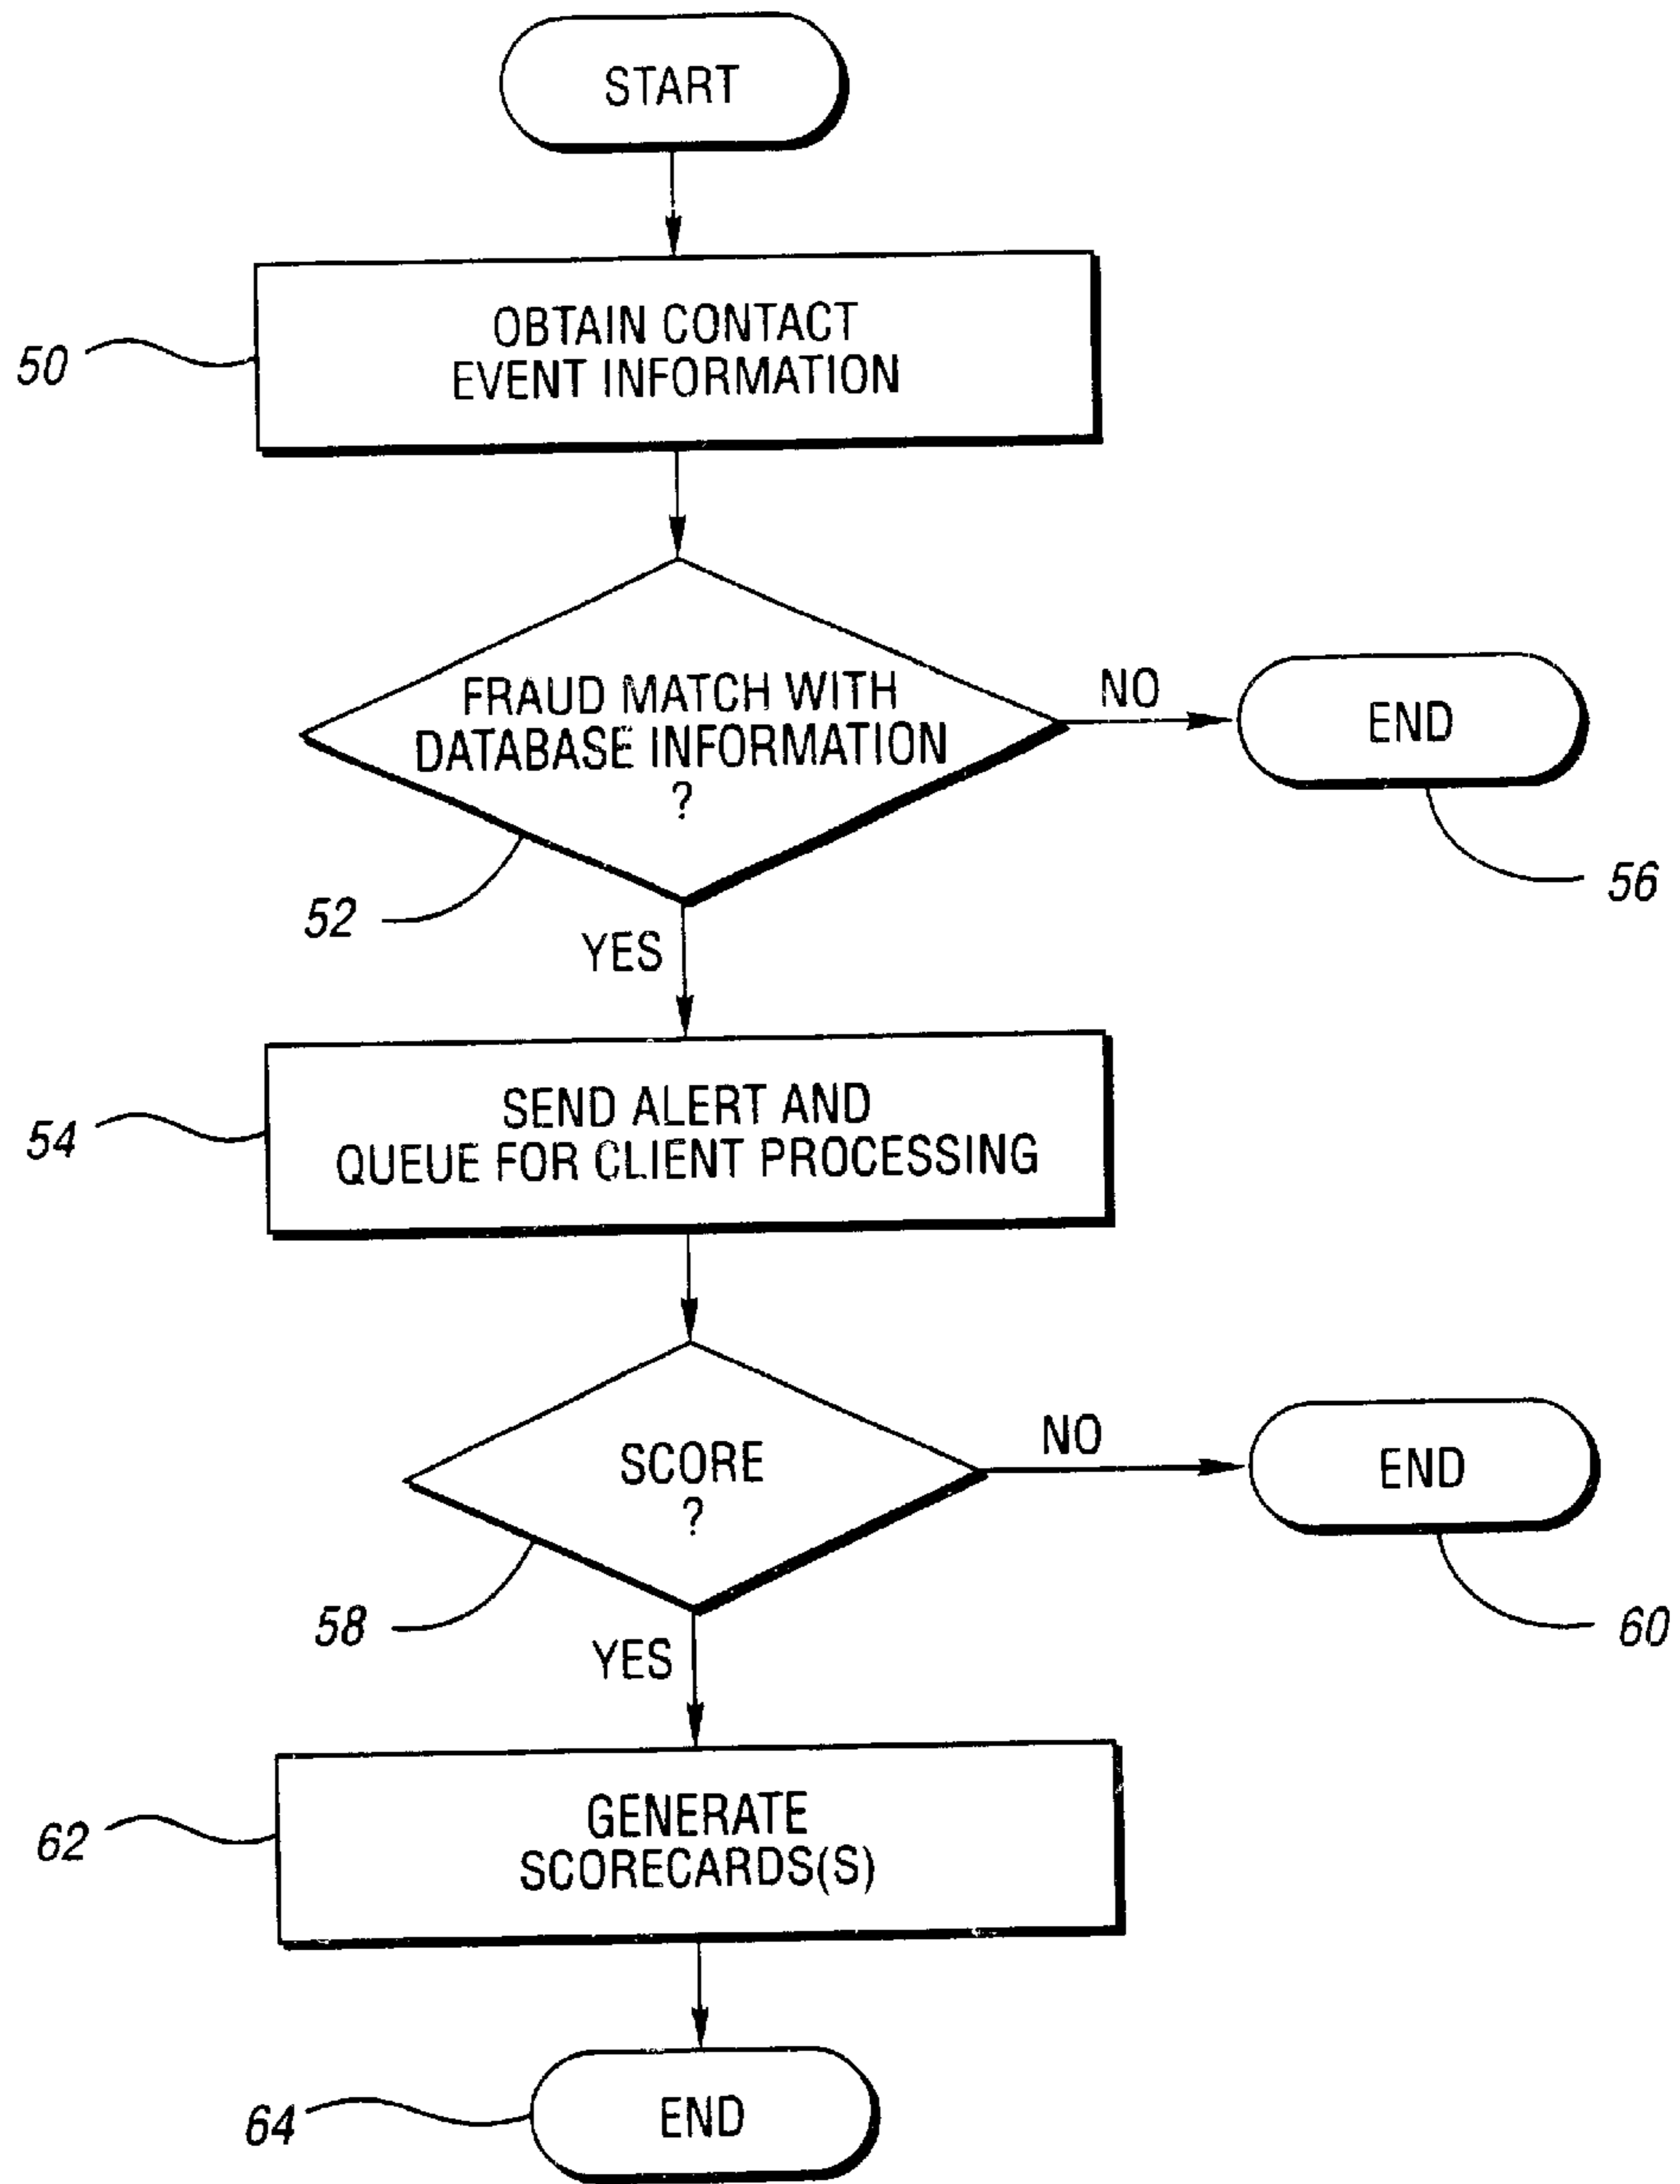 START
50
OBTAIN CONTACT
EVENT INFORMATION
FRAUD MATCH WITH
DATABASE INFORMATION
?
NO
END
52
56
YES
54
SEND ALERT AND
QUEUE FOR CLIENT PROCESSING
SCORE
?
NO
END
58
60
YES
62
GENERATE
SCORECARDS(S)
64
END